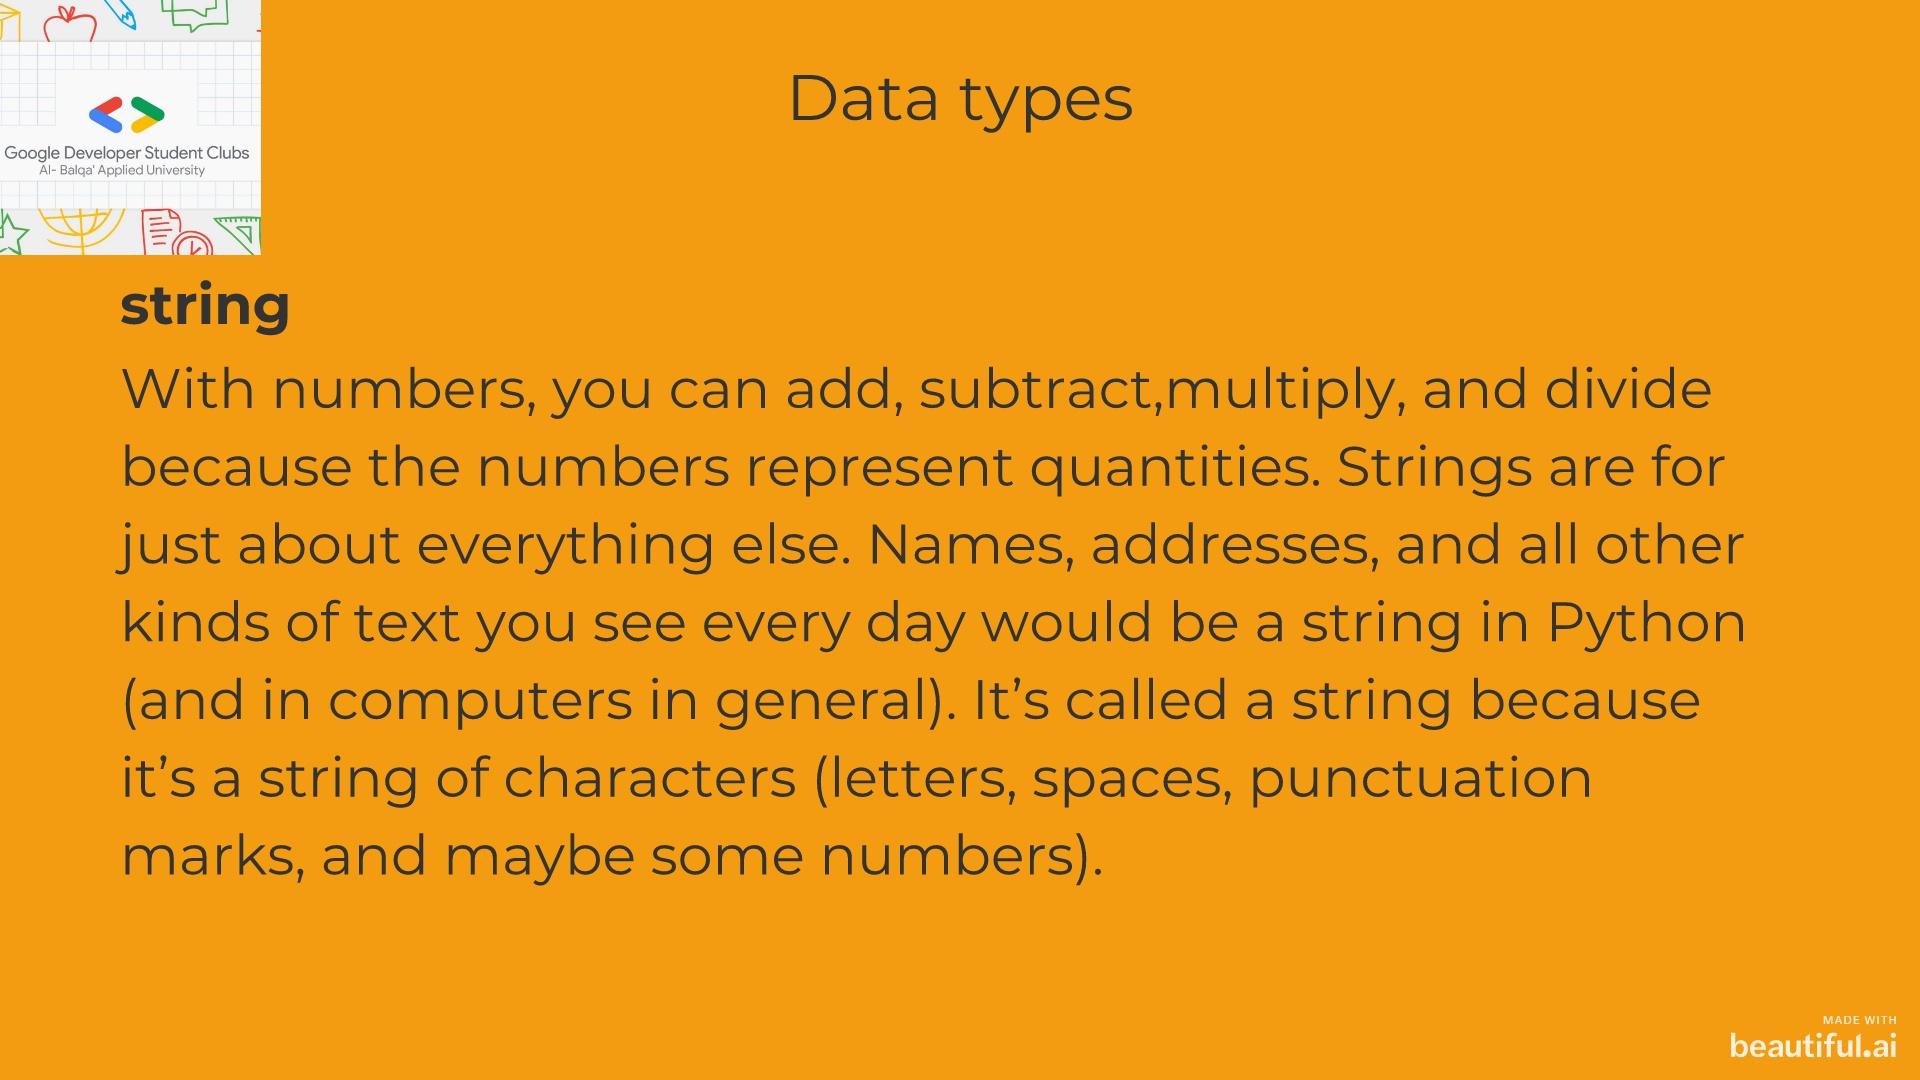 Google Developer Student Clubs
Al- Balqa' Applied University
Data types
string
With numbers, you can add, subtract,multiply, and divide
because the numbers represent quantities. Strings are for
just about everything else. Names, addresses, and all other
kinds of text you see every day would be a string in Python
(and in computers in general). It’s called a string because
it’s a string of characters (letters, spaces, punctuation
marks, and maybe some numbers).
MADE WITH
beautiful.ai